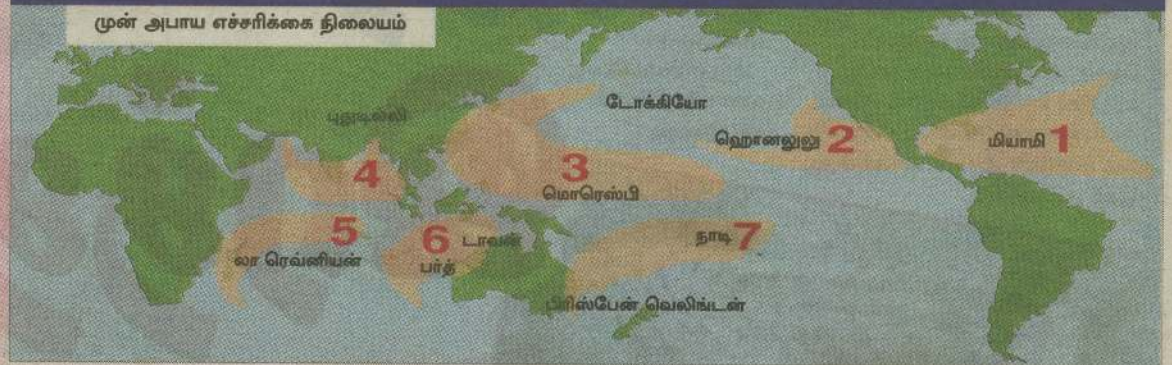 முன் அபாய எச்சரிக்கை நிலையம்
டோக்கியோ
புதுடில்லி
ஹொனலுலு 2
மியாமி 1
4
3
மொரெஸ்பி
5
லா ரெவ்னியன்
6 டாவன்
பர்த்
நாடி 7
பிரிஸ்பேன் வெலிங்டன்